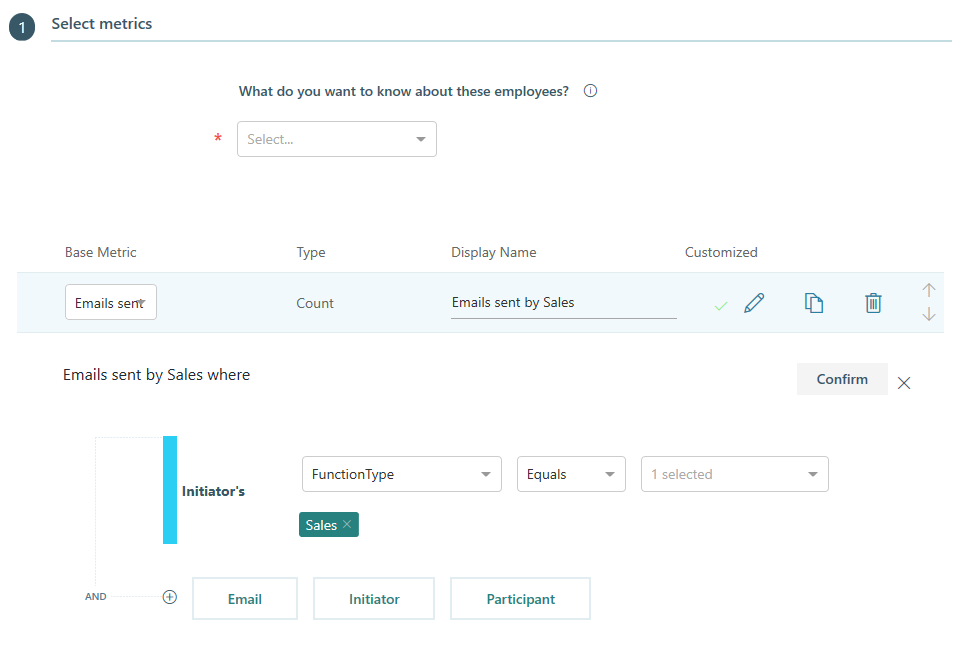 1 Select metrics
What do you want to know about these employees?
* Select...
Base Metric Type Display Name Customized
Emails sent Count Emails sent by Sales
Emails sent by Sales where Confirm
Initiator's FunctionType Equals 1 selected
Sales
AND Email Initiator Participant